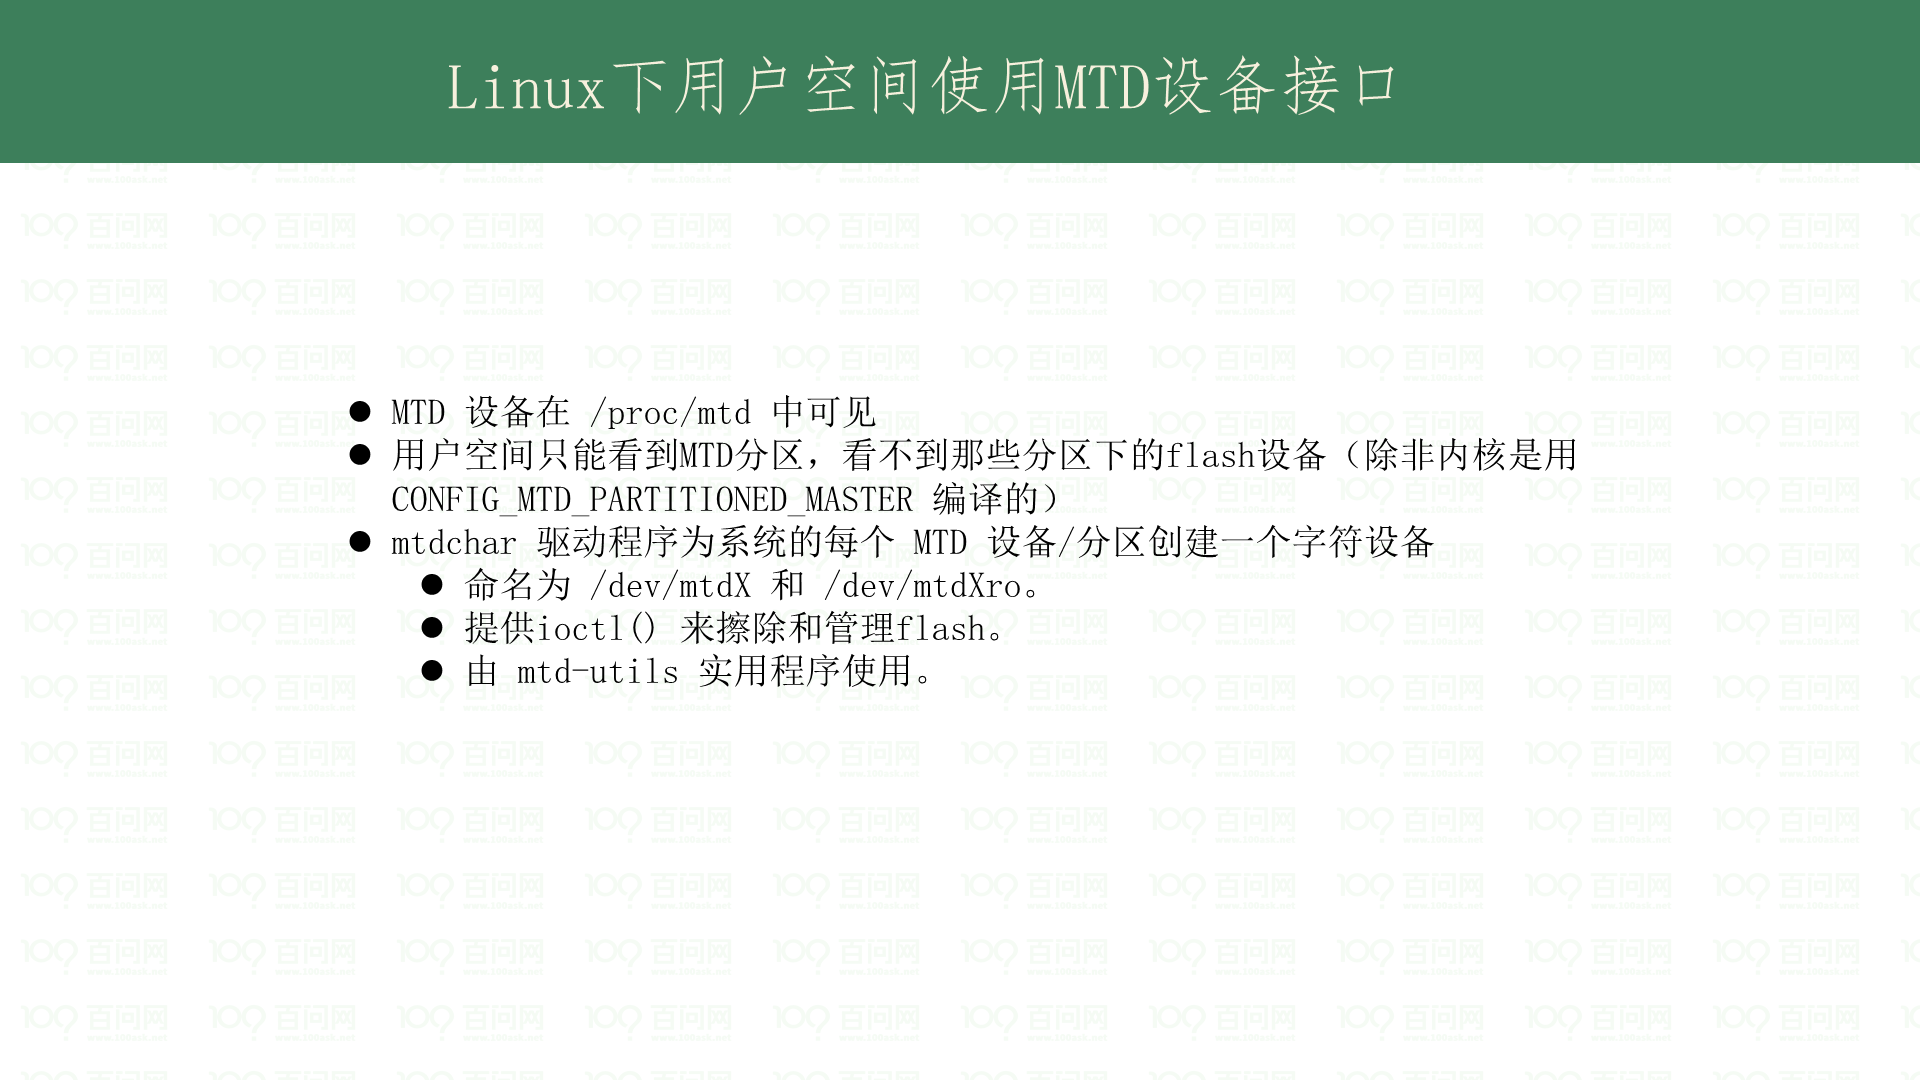 Linux下用户空间使用MTD设备接口
● MTD 设备在 /proc/mtd 中可见
● 用户空间只能看到MTD分区，看不到那些分区下的flash设备（除非内核是用
CONFIG_MTD_PARTITIONED_MASTER 编译的）
● mtdchar 驱动程序为系统的每个 MTD 设备/分区创建一个字符设备
● 命名为 /dev/mtdX 和 /dev/mtdXro。
● 提供ioctl() 来擦除和管理flash。
● 由 mtd-utils 实用程序使用。
百问网
www.100ask.net